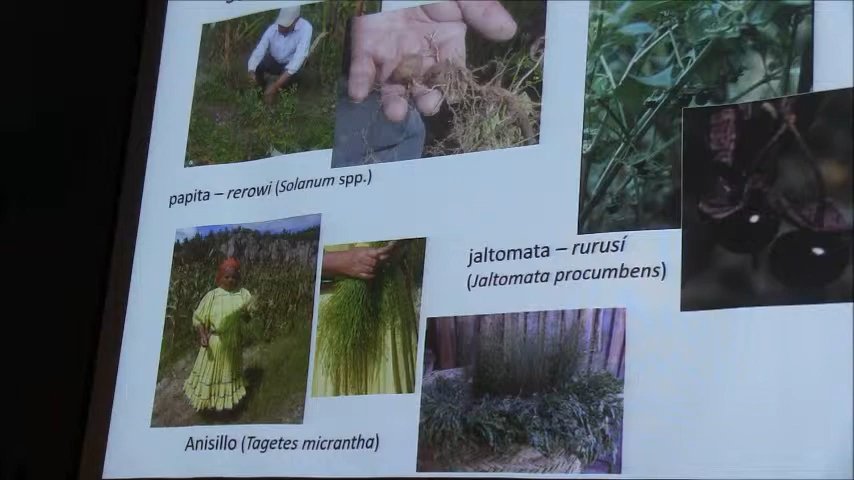 papita – rerowi (Solanum spp.)
jaltomata – rurusí
(Jaltomata procumbens)
Anisillo (Tagetes micrantha)